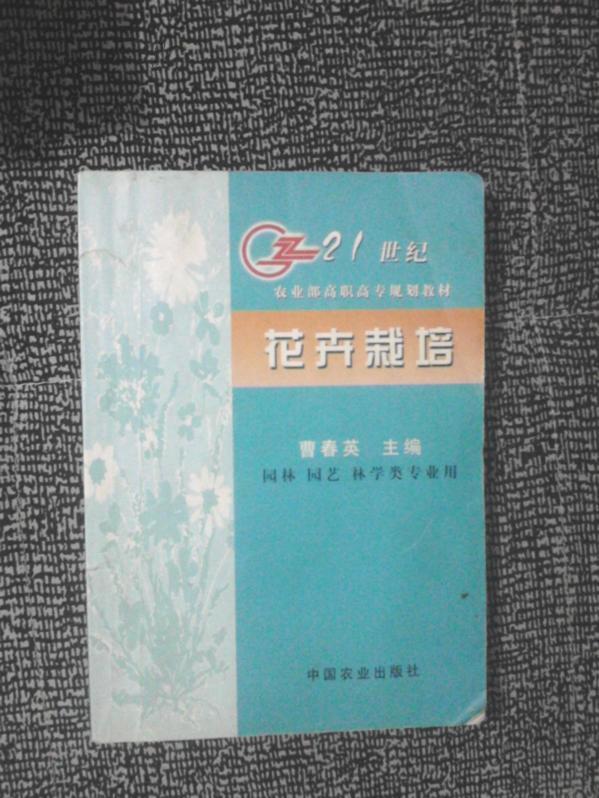 21世纪
农业部高职高专规划教材
花卉栽培
曹春英 主编
园林 园艺 林学类专业用
中国农业出版社